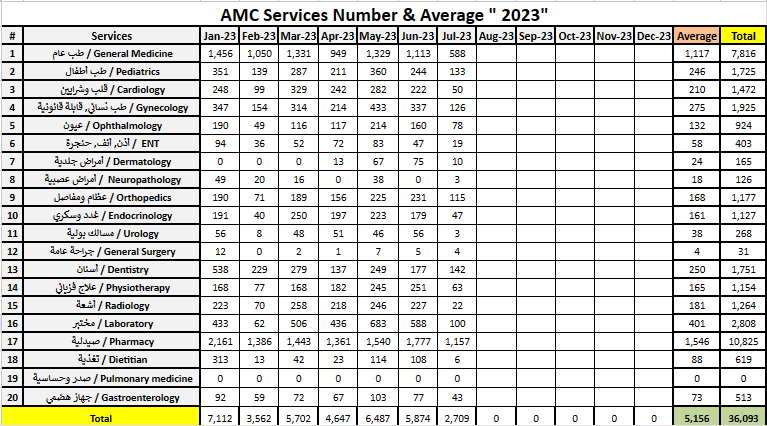 AMC Services Number & Average " 2023"
# Services Jan-23 Feb-23 Mar-23 Apr-23 May-23 Jun-23 Jul-23 Aug-23 Sep-23 Oct-23 Nov-23 Dec-23 Average Total
1 طب عام / General Medicine 1,456 1,050 1,331 949 1,329 1,113 588 1,117 7,816
2 طب أطفال / Pediatrics 351 139 287 211 360 244 133 246 1,725
3 قلب وشرايين / Cardiology 248 99 329 242 282 222 50 210 1,472
4 طب نسائي, قابلة قانونية / Gynecology 347 154 314 214 433 337 126 275 1,925
5 عيون / Ophthalmology 190 49 116 117 214 160 78 132 924
6 أذن, أنف, حنجرة / ENT 94 36 52 72 83 47 19 58 403
7 أمراض جلدية / Dermatology 0 0 0 13 67 75 10 24 165
8 أمراض عصبية / Neuropathology 49 20 16 0 38 0 3 18 126
9 عظام ومفاصل / Orthopedics 190 71 189 156 225 231 115 168 1,177
10 غدد وسكري / Endocrinology 191 40 250 197 223 179 47 161 1,127
11 مسالك بولية / Urology 56 8 48 51 46 56 3 38 268
12 جراحة عامة / General Surgery 12 0 2 1 7 5 4 4 31
13 أسنان / Dentistry 538 229 279 137 249 177 142 250 1,751
14 علاج فزيائي / Physiotherapy 168 77 168 182 245 251 63 165 1,154
15 أشعة / Radiology 223 70 258 218 246 227 22 181 1,264
16 مختبر / Laboratory 433 62 506 436 683 588 100 401 2,808
17 صيدلية / Pharmacy 2,161 1,386 1,443 1,361 1,540 1,777 1,157 1,546 10,825
18 تغذية / Dietitian 313 13 42 23 114 108 6 88 619
19 صدر وحساسية / Pulmonary medicine 0 0 0 0 0 0 0 0 0
20 جهاز هضمي / Gastroenterology 92 59 72 67 103 77 43 73 513
Total 7,112 3,562 5,702 4,647 6,487 5,874 2,709 0 0 0 0 0 5,156 36,093